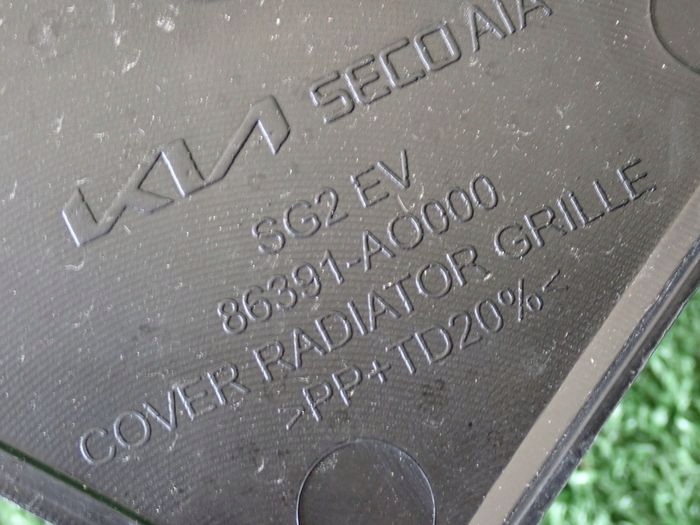 KIA SECO AIA
SG2 EV
86391-AO000
COVER RADIATOR GRILLE
>PP+TD20%<